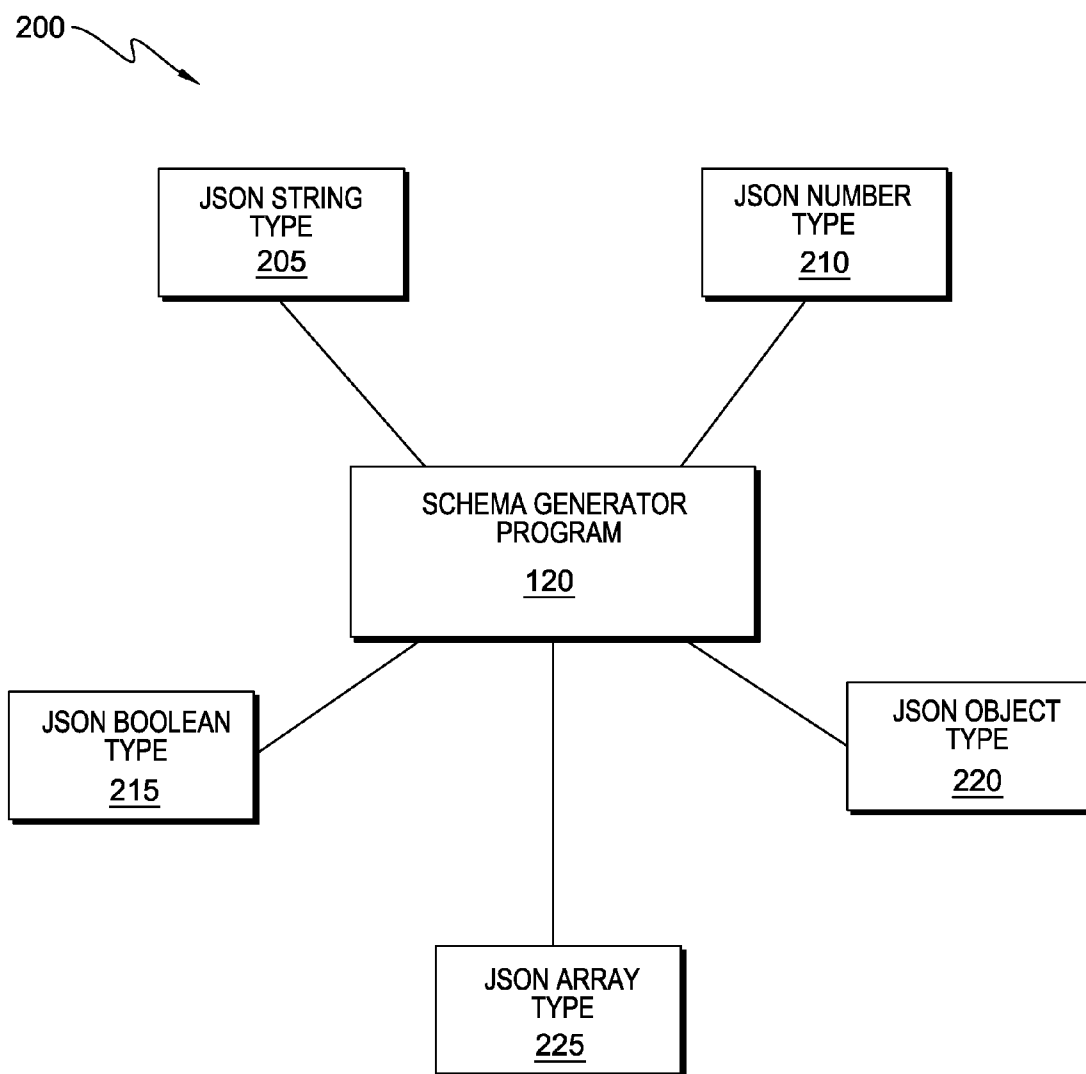 200
JSON STRING
TYPE
205
JSON NUMBER
TYPE
210
SCHEMA GENERATOR
PROGRAM
120
JSON BOOLEAN
TYPE
215
JSON OBJECT
TYPE
220
JSON ARRAY
TYPE
225